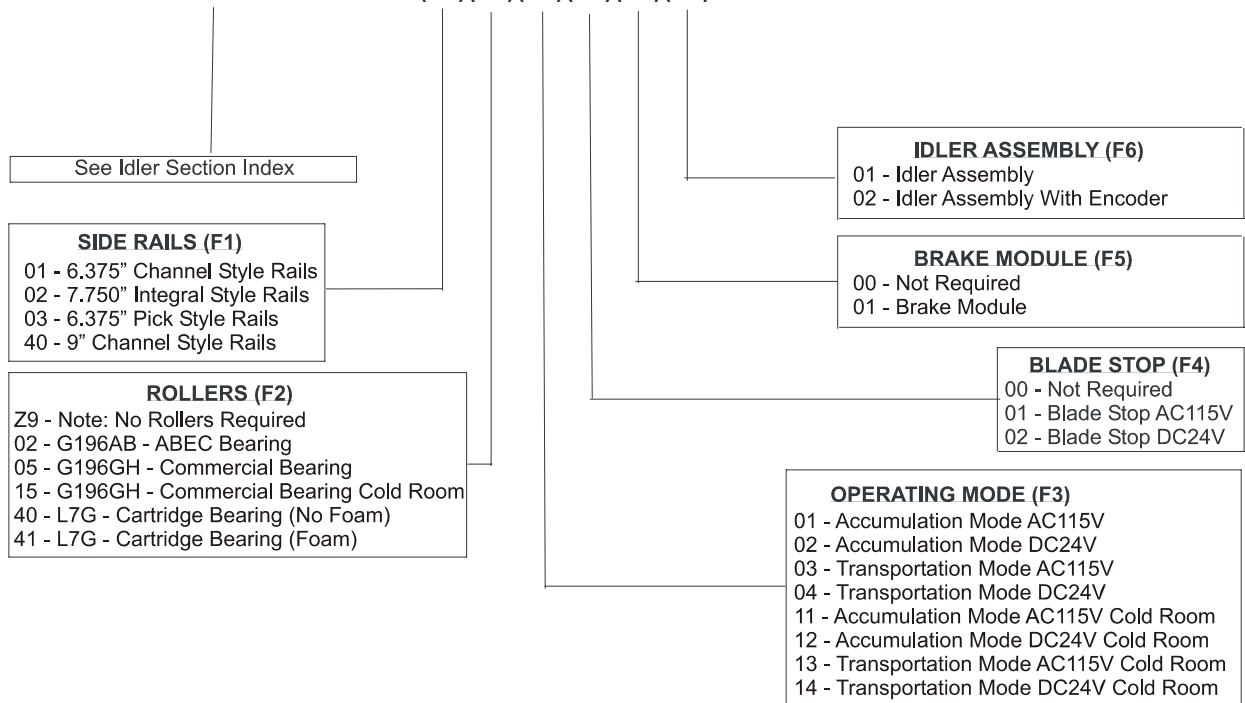 See Idler Section Index
SIDE RAILS (F1)
01 - 6.375” Channel Style Rails
02 - 7.750” Integral Style Rails
03 - 6.375” Pick Style Rails
40 - 9” Channel Style Rails
ROLLERS (F2)
Z9 - Note: No Rollers Required
02 - G196AB - ABEC Bearing
05 - G196GH - Commercial Bearing
15 - G196GH - Commercial Bearing Cold Room
40 - L7G - Cartridge Bearing (No Foam)
41 - L7G - Cartridge Bearing (Foam)
IDLER ASSEMBLY (F6)
01 - Idler Assembly
02 - Idler Assembly With Encoder
BRAKE MODULE (F5)
00 - Not Required
01 - Brake Module
BLADE STOP (F4)
00 - Not Required
01 - Blade Stop AC115V
02 - Blade Stop DC24V
OPERATING MODE (F3)
01 - Accumulation Mode AC115V
02 - Accumulation Mode DC24V
03 - Transportation Mode AC115V
04 - Transportation Mode DC24V
11 - Accumulation Mode AC115V Cold Room
12 - Accumulation Mode DC24V Cold Room
13 - Transportation Mode AC115V Cold Room
14 - Transportation Mode DC24V Cold Room